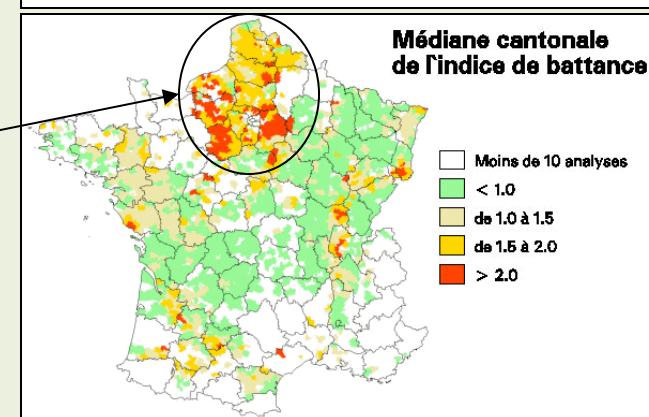 Médiane cantonale
de l'indice de battance
Moins de 10 analyses
< 1.0
de 1.0 à 1.5
de 1.5 à 2.0
> 2.0